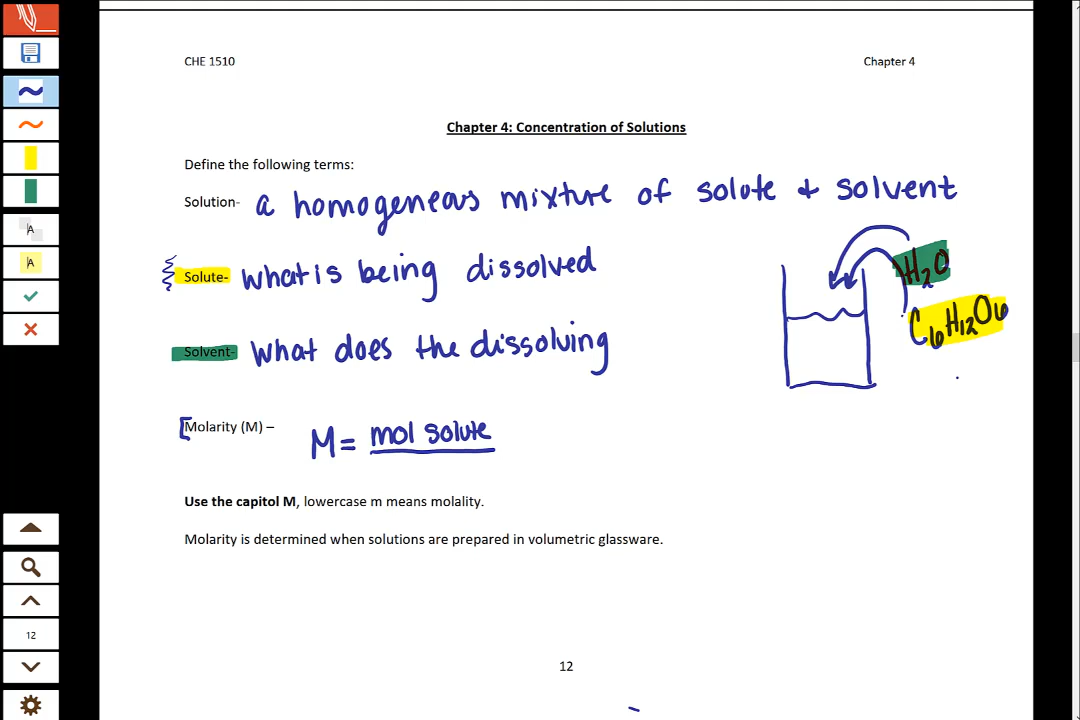 CHE 1510 Chapter 4
Chapter 4: Concentration of Solutions
Define the following terms:
Solution- a homogeneous mixture of solute + solvent
Solute- what is being dissolved
H2O
C6H12O6
Solvent- what does the dissolving
Molarity (M) – M = mol solute
Use the capitol M, lowercase m means molality.
Molarity is determined when solutions are prepared in volumetric glassware.
12
12
A
A